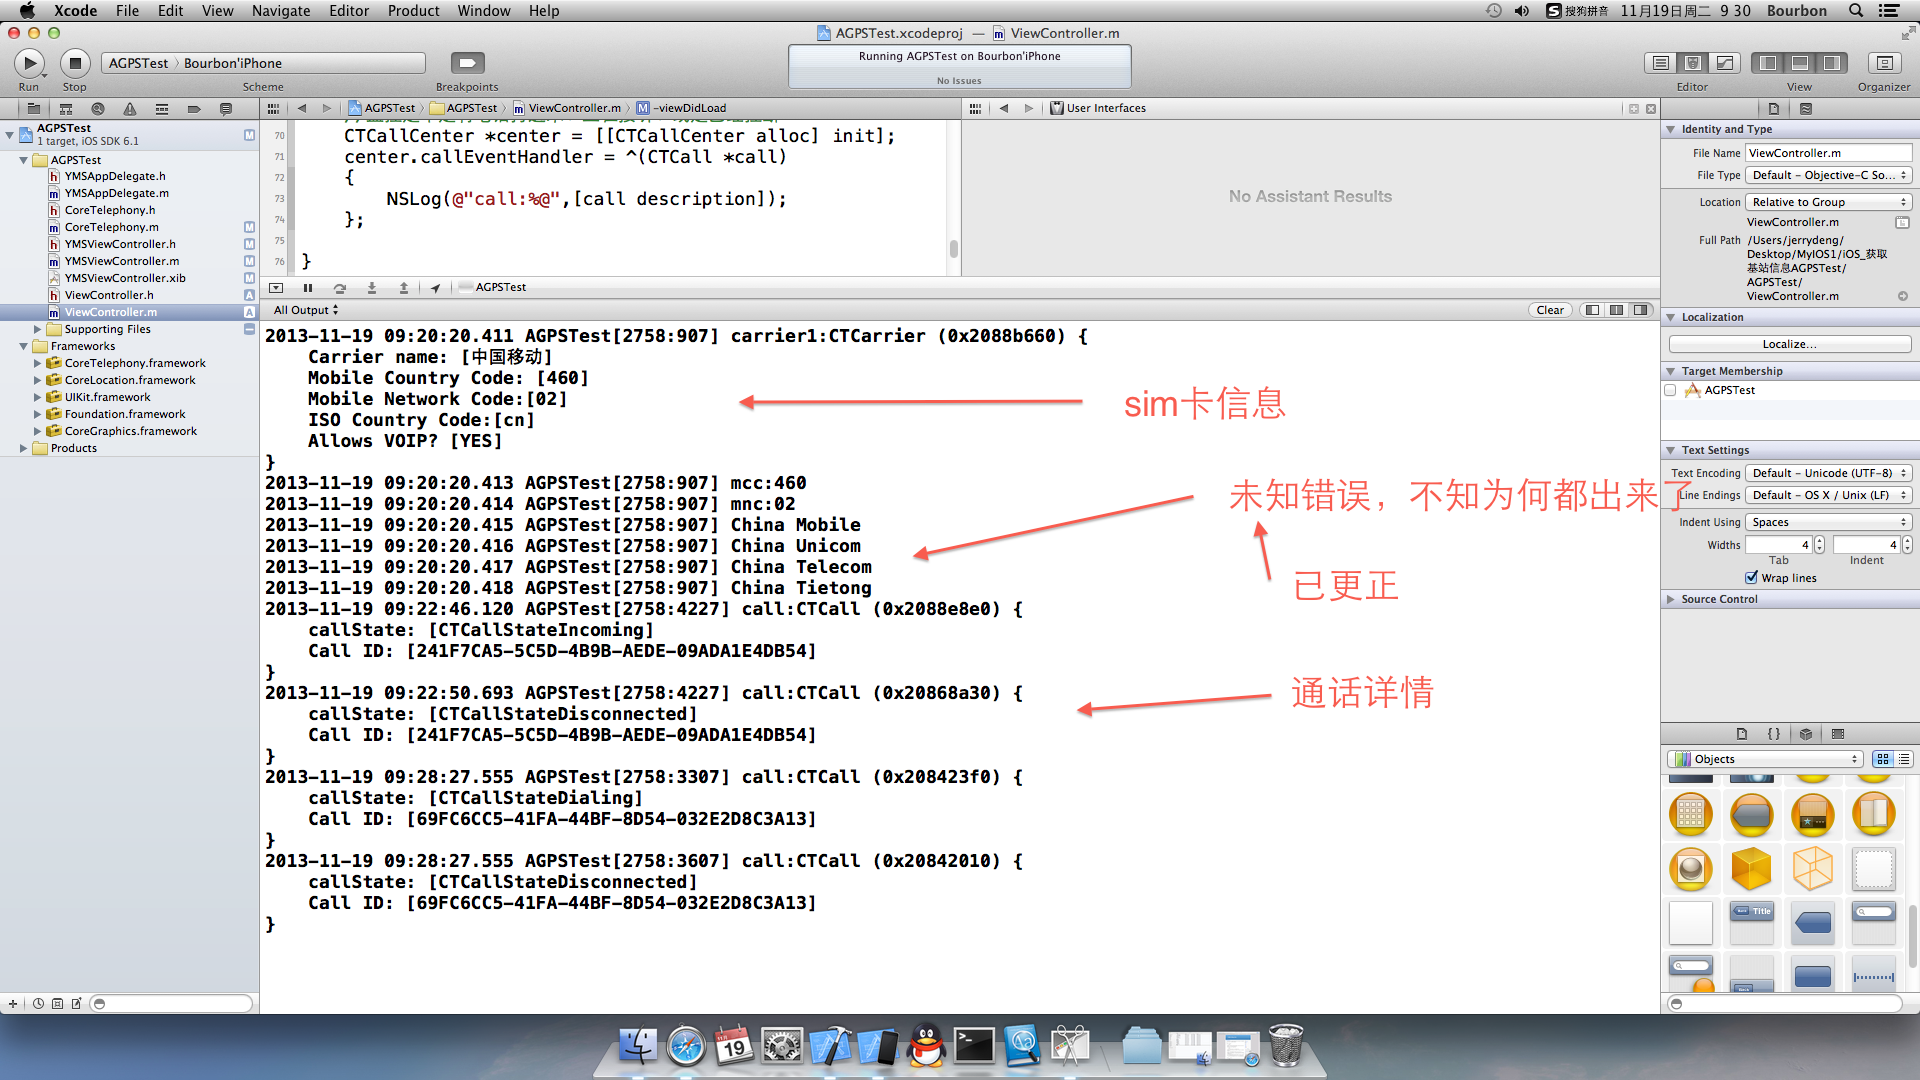 Xcode File Edit View Navigate Editor Product Window Help 搜狗拼音 11月19日周二 9 30 Bourbon
AGPSTest.xcodeproj — ViewController.m
AGPSTest 〉 Bourbon'iPhone
Running AGPSTest on Bourbon'iPhone
No Issues
Run Stop Scheme Breakpoints Editor View Organizer
AGPSTest
1 target, iOS SDK 6.1
AGPSTest
YMSAppDelegate.h
YMSAppDelegate.m
CoreTelephony.h
CoreTelephony.m
YMSViewController.h
YMSViewController.m
YMSViewController.xib
ViewController.h
ViewController.m
Supporting Files
Frameworks
CoreTelephony.framework
CoreLocation.framework
UIKit.framework
Foundation.framework
CoreGraphics.framework
Products
AGPSTest 〉 AGPSTest 〉 ViewController.m 〉 -viewDidLoad
70 CTCallCenter *center = [[CTCallCenter alloc] init];
71 center.callEventHandler = ^(CTCall *call)
72 {
73 NSLog(@"call:%@",[call description]);
74 };
75
76 }
User Interfaces
No Assistant Results
AGPSTest
All Output Clear
2013-11-19 09:20:20.411 AGPSTest[2758:907] carrier1:CTCarrier (0x2088b660) {
Carrier name: [中国移动]
Mobile Country Code: [460]
Mobile Network Code:[02]
ISO Country Code:[cn]
Allows VOIP? [YES]
}
2013-11-19 09:20:20.413 AGPSTest[2758:907] mcc:460
2013-11-19 09:20:20.414 AGPSTest[2758:907] mnc:02
2013-11-19 09:20:20.415 AGPSTest[2758:907] China Mobile
2013-11-19 09:20:20.416 AGPSTest[2758:907] China Unicom
2013-11-19 09:20:20.417 AGPSTest[2758:907] China Telecom
2013-11-19 09:20:20.418 AGPSTest[2758:907] China Tietong
2013-11-19 09:22:46.120 AGPSTest[2758:4227] call:CTCall (0x2088e8e0) {
callState: [CTCallStateIncoming]
Call ID: [241F7CA5-5C5D-4B9B-AEDE-09ADA1E4DB54]
}
2013-11-19 09:22:50.693 AGPSTest[2758:4227] call:CTCall (0x20868a30) {
callState: [CTCallStateDisconnected]
Call ID: [241F7CA5-5C5D-4B9B-AEDE-09ADA1E4DB54]
}
2013-11-19 09:28:27.555 AGPSTest[2758:3307] call:CTCall (0x208423f0) {
callState: [CTCallStateDialing]
Call ID: [69FC6CC5-41FA-44BF-8D54-032E2D8C3A13]
}
2013-11-19 09:28:27.555 AGPSTest[2758:3607] call:CTCall (0x20842010) {
callState: [CTCallStateDisconnected]
Call ID: [69FC6CC5-41FA-44BF-8D54-032E2D8C3A13]
}
sim卡信息
未知错误，不知为何都出来了
已更正
通话详情
Identity and Type
File Name ViewController.m
File Type Default - Objective-C So...
Location Relative to Group
ViewController.m
Full Path /Users/jerrydeng/
Desktop/MyIOS1/iOS_获取
基站信息AGPSTest/
AGPSTest/
ViewController.m
Localization
Localize...
Target Membership
AGPSTest
Text Settings
Text Encoding Default - Unicode (UTF-8)
Line Endings Default - OS X / Unix (LF)
Indent Using Spaces
Widths 4 4
Tab Indent
Wrap lines
Source Control
Objects
Title
19